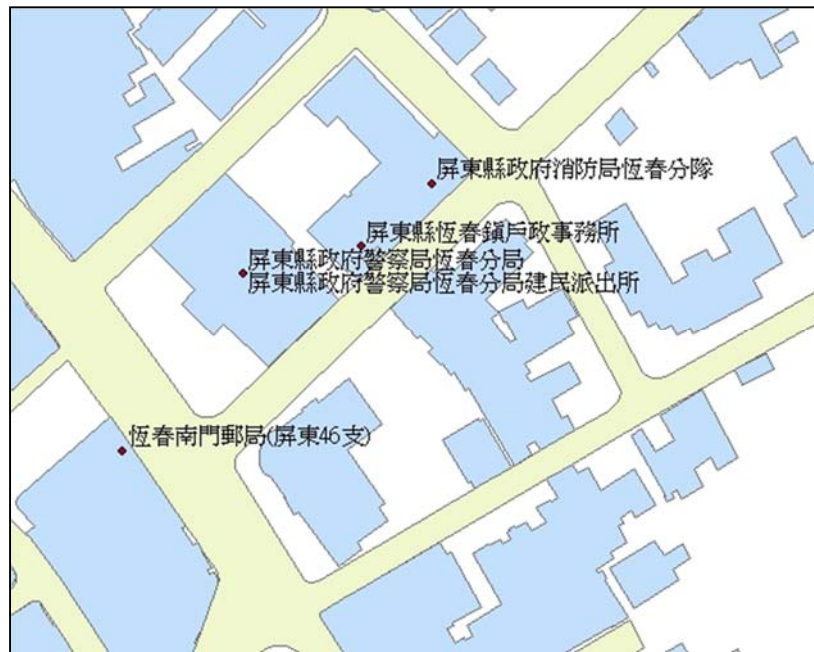 屏東縣政府消防局恆春分隊
屏東縣恆春鎮戶政事務所
屏東縣政府警察局恆春分局
屏東縣政府警察局恆春分局建民派出所
恆春南門郵局(屏東46支)